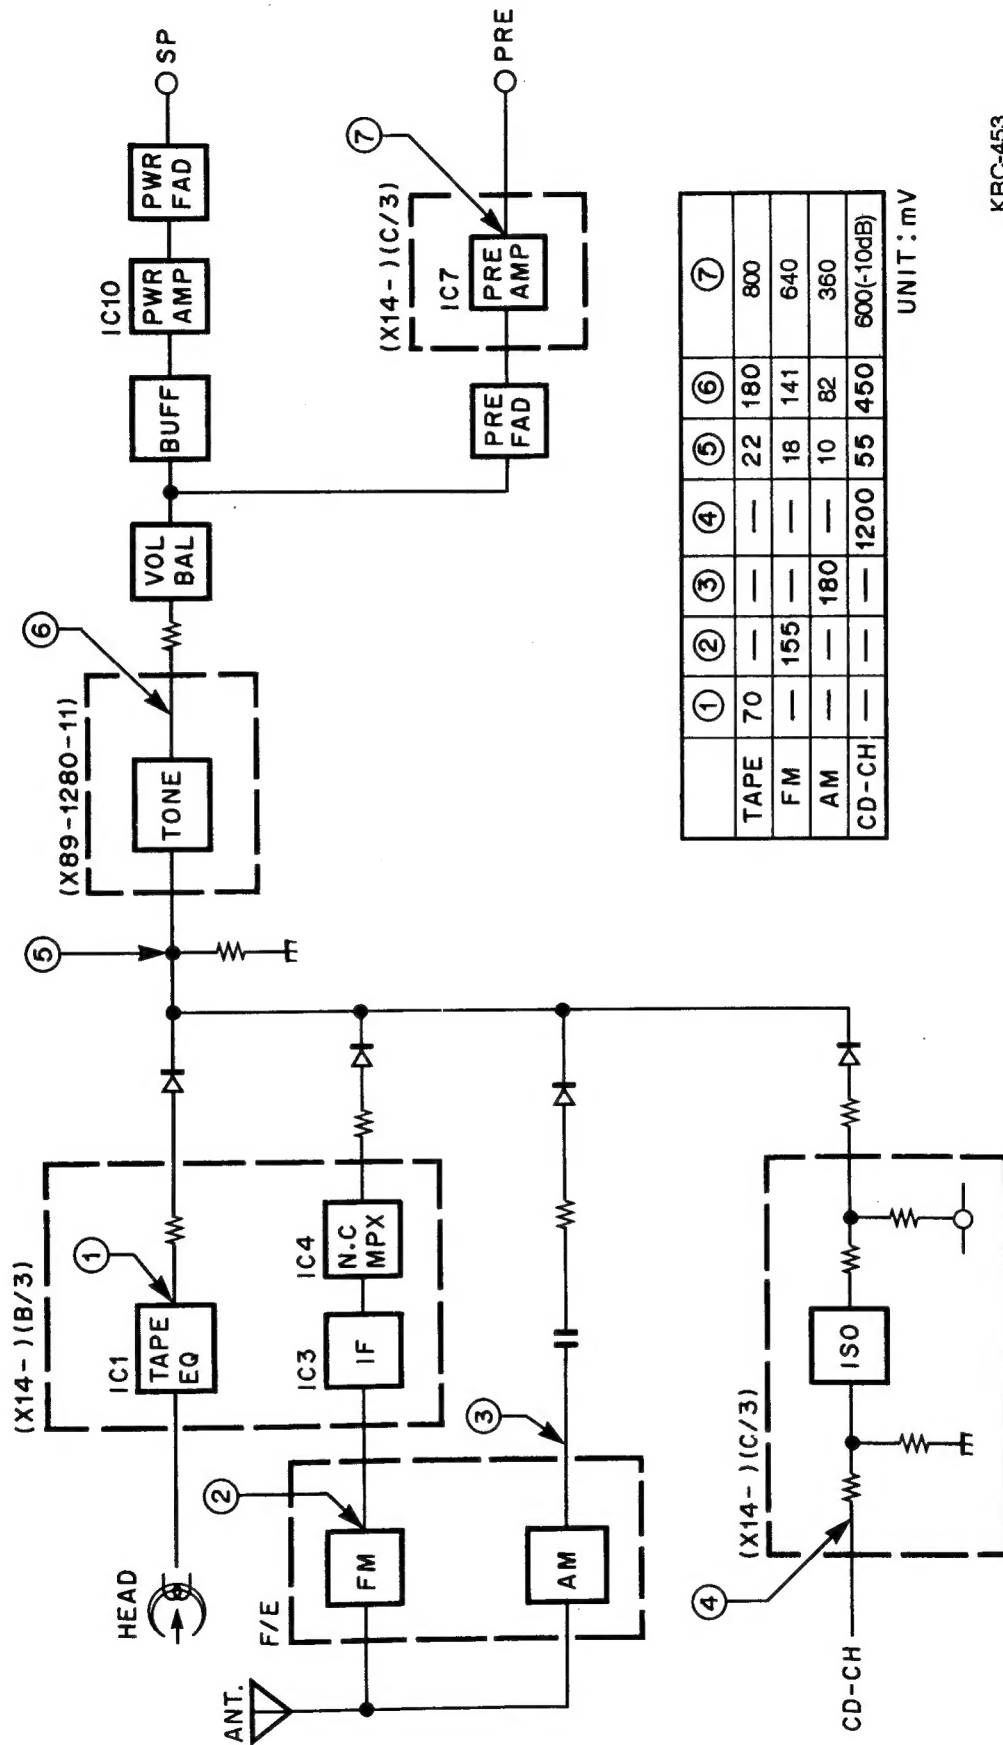 ANT.
HEAD
F/E
FM
AM
CD-CH
(X14- )(B/3)
IC1
TAPE
EQ
IC3
IF
IC4
N.C
MPX
(X14- )(C/3)
ISO
①
②
③
④
⑤
(X89-1280-11)
TONE
⑥
VOL
BAL
BUFF
IC10
PWR
AMP
PWR
FAD
SP
PRE
FAD
(X14- )(C/3)
IC7
PRE
AMP
⑦
PRE
① ② ③ ④ ⑤ ⑥ ⑦
TAPE 70 — — — 22 180 800
FM — 155 — — 18 141 640
AM — — 180 — 10 82 360
CD-CH — — — 1200 55 450 600(-10dB)
UNIT:mV
KRC-453